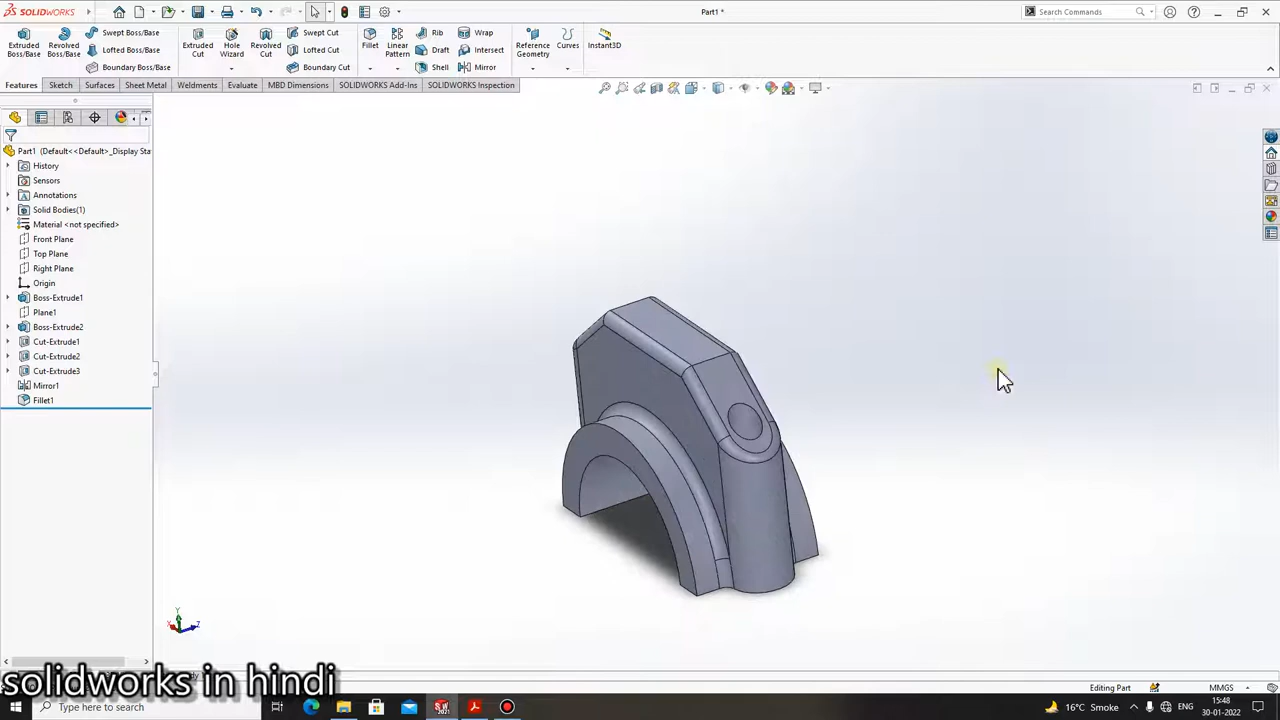 SOLIDWORKS
Part1 *
Search Commands
Extruded Boss/Base
Revolved Boss/Base
Swept Boss/Base
Lofted Boss/Base
Boundary Boss/Base
Extruded Cut
Hole Wizard
Revolved Cut
Swept Cut
Lofted Cut
Boundary Cut
Fillet
Linear Pattern
Rib
Draft
Shell
Wrap
Intersect
Mirror
Reference Geometry
Curves
Instant3D
Features Sketch Surfaces Sheet Metal Weldments Evaluate MBD Dimensions SOLIDWORKS Add-Ins SOLIDWORKS Inspection
Part1 (Default<<Default>_Display Sta
History
Sensors
Annotations
Solid Bodies(1)
Material <not specified>
Front Plane
Top Plane
Right Plane
Origin
Boss-Extrude1
Plane1
Boss-Extrude2
Cut-Extrude1
Cut-Extrude2
Cut-Extrude3
Mirror1
Fillet1
Y
X
Z
solidworks in hindi
Editing Part
MMGS
Type here to search
SW
2021
16°C Smoke
ENG
15:48
30-01-2022